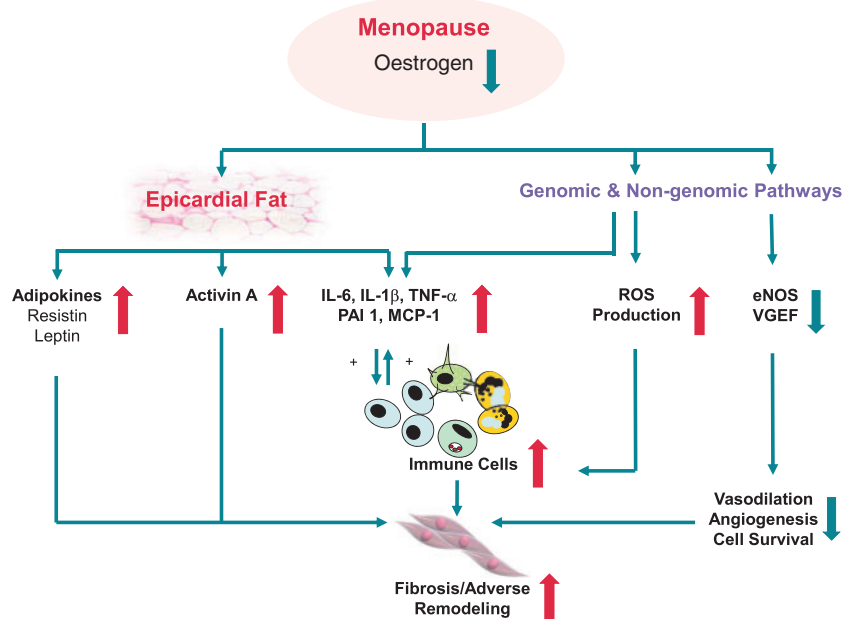 Menopause
Oestrogen
Epicardial Fat
Genomic & Non-genomic Pathways
Adipokines
Resistin
Leptin
Activin A
IL-6, IL-1β, TNF-α
PAI 1, MCP-1
ROS
Production
eNOS
VGEF
+ +
Immune Cells
Vasodilation
Angiogenesis
Cell Survival
Fibrosis/Adverse
Remodeling